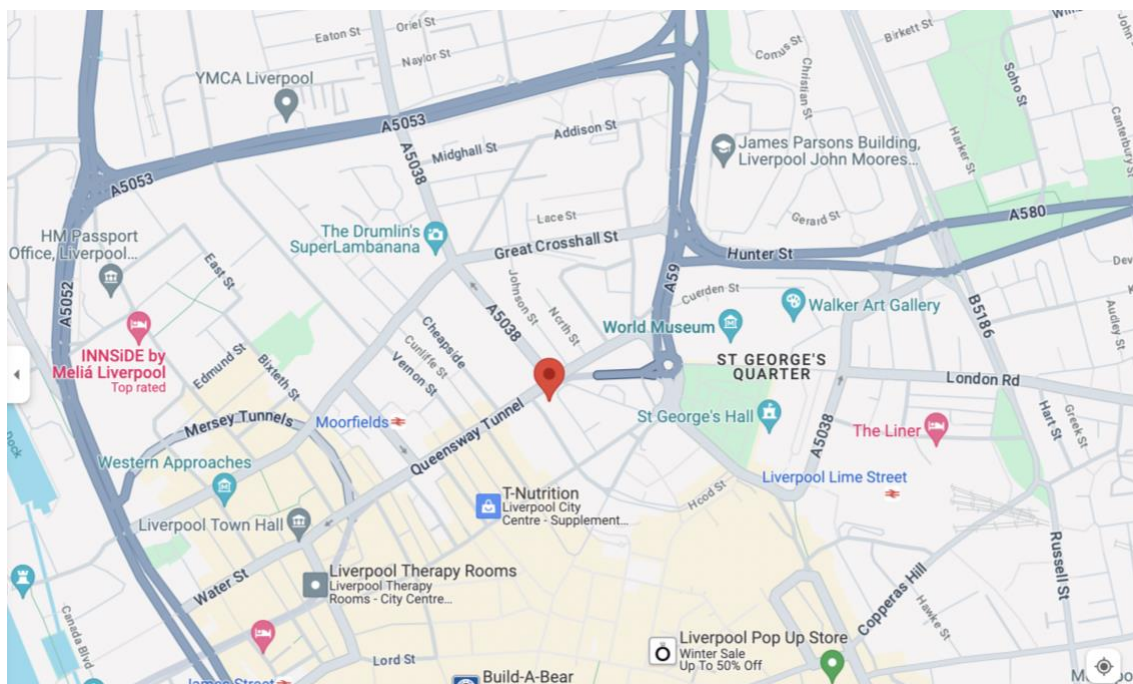 Eaton St
Oriel St
Naylor St
YMCA Liverpool
A5053
A5038
Addison St
Midghall St
Comus St
Christian St
Birkett St
Soho St
John
Canterbury St
Harker St
James Parsons Building,
Liverpool John Moores...
A5053
HM Passport
Office, Liverpool...
The Drumlin's
SuperLambanana
Lace St
Great Crosshall St
Gerard St
A580
Hunter St
A59
A5052
East St
Johnson St
A5038
North St
Cuerden St
Walker Art Gallery
World Museum
B5186
Dev
Audley St
INNSiDE by
Meliá Liverpool
Top rated
Edmund St
Bixteth St
Cheapside
Cunliffe St
Vernon St
ST GEORGE'S
QUARTER
London Rd
Mersey Tunnels
Moorfields
Queensway Tunnel
St George's Hall
A5038
The Liner
Hart St
Greek St
Dock
Western Approaches
Liverpool Town Hall
T-Nutrition
Liverpool City
Centre - Supplement...
Hood St
Liverpool Lime Street
Water St
Liverpool Therapy Rooms
Liverpool Therapy
Rooms - City Centre...
Copperas Hill
Hawke St
Russell St
Canada Blvd
Lord St
Liverpool Pop Up Store
Winter Sale
Up To 50% Off
James Street
Build-A-Bear